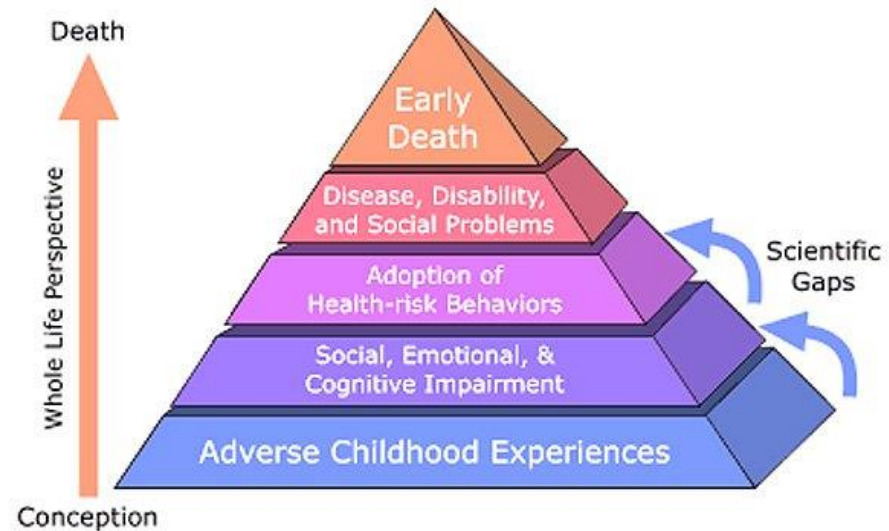 Death
Whole Life Perspective
Conception
Early
Death
Disease, Disability,
and Social Problems
Adoption of
Health-risk Behaviors
Social, Emotional, &
Cognitive Impairment
Adverse Childhood Experiences
Scientific
Gaps